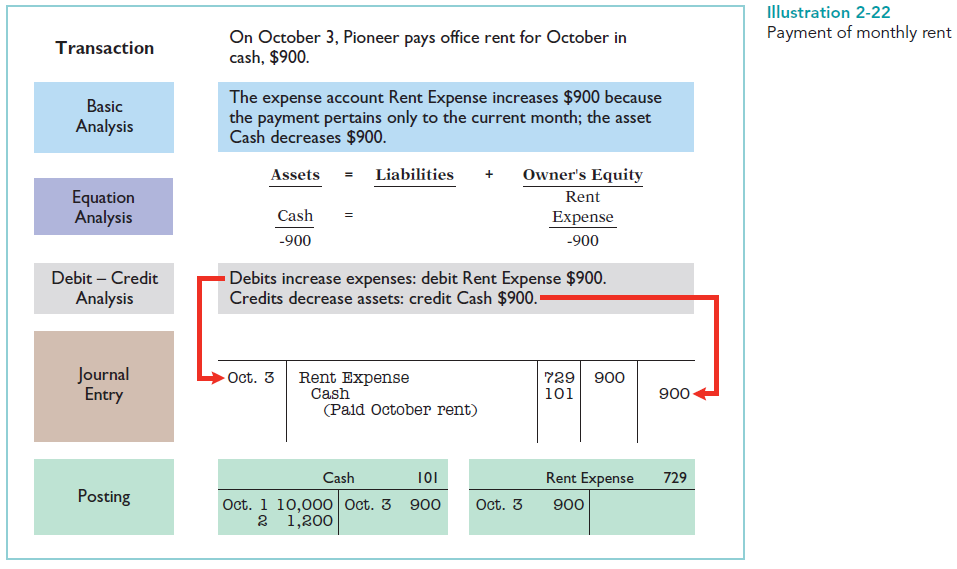 Illustration 2-22
Payment of monthly rent
Transaction
On October 3, Pioneer pays office rent for October in
cash, $900.
Basic
Analysis
The expense account Rent Expense increases $900 because
the payment pertains only to the current month; the asset
Cash decreases $900.
Equation
Analysis
Assets = Liabilities + Owner's Equity
Rent
Cash = Expense
-900 -900
Debit – Credit
Analysis
Debits increase expenses: debit Rent Expense $900.
Credits decrease assets: credit Cash $900.
Journal
Entry
Oct. 3 Rent Expense 729 900
Cash 101 900
(Paid October rent)
Posting
Cash 101
Oct. 1 10,000 Oct. 3 900
2 1,200
Rent Expense 729
Oct. 3 900